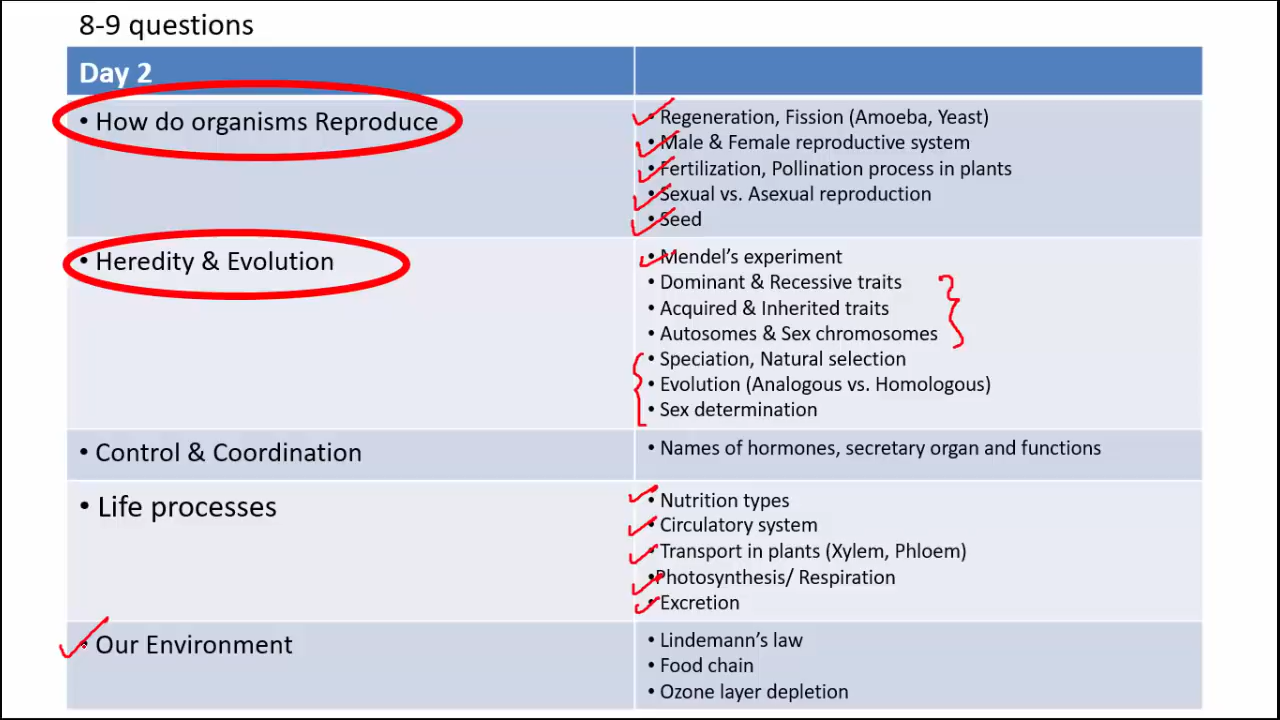 8-9 questions
Day 2
• How do organisms Reproduce
• Regeneration, Fission (Amoeba, Yeast)
• Male & Female reproductive system
• Fertilization, Pollination process in plants
• Sexual vs. Asexual reproduction
• Seed
• Heredity & Evolution
• Mendel's experiment
• Dominant & Recessive traits
• Acquired & Inherited traits
• Autosomes & Sex chromosomes
• Speciation, Natural selection
• Evolution (Analogous vs. Homologous)
• Sex determination
• Control & Coordination
• Names of hormones, secretary organ and functions
• Life processes
• Nutrition types
• Circulatory system
• Transport in plants (Xylem, Phloem)
•Photosynthesis/ Respiration
• Excretion
• Our Environment
• Lindemann's law
• Food chain
• Ozone layer depletion